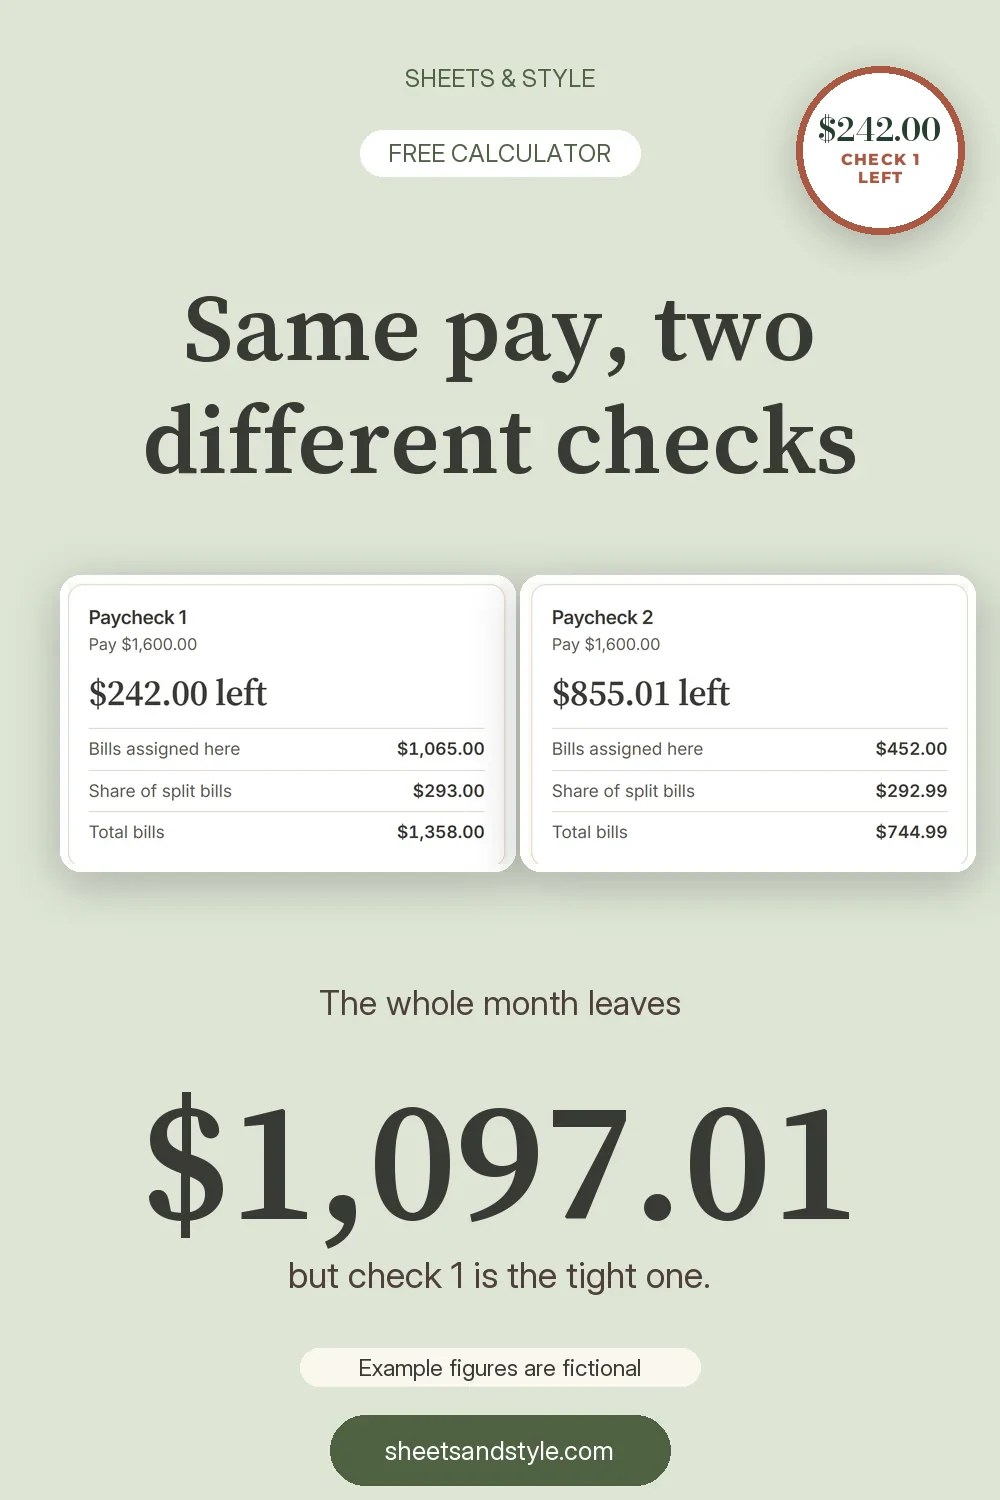 SHEETS & STYLE
FREE CALCULATOR
$242.00
CHECK 1
LEFT
Same pay, two
different checks
Paycheck 1
Pay $1,600.00
$242.00 left
Bills assigned here $1,065.00
Share of split bills $293.00
Total bills $1,358.00
Paycheck 2
Pay $1,600.00
$855.01 left
Bills assigned here $452.00
Share of split bills $292.99
Total bills $744.99
The whole month leaves
$1,097.01
but check 1 is the tight one.
Example figures are fictional
sheetsandstyle.com